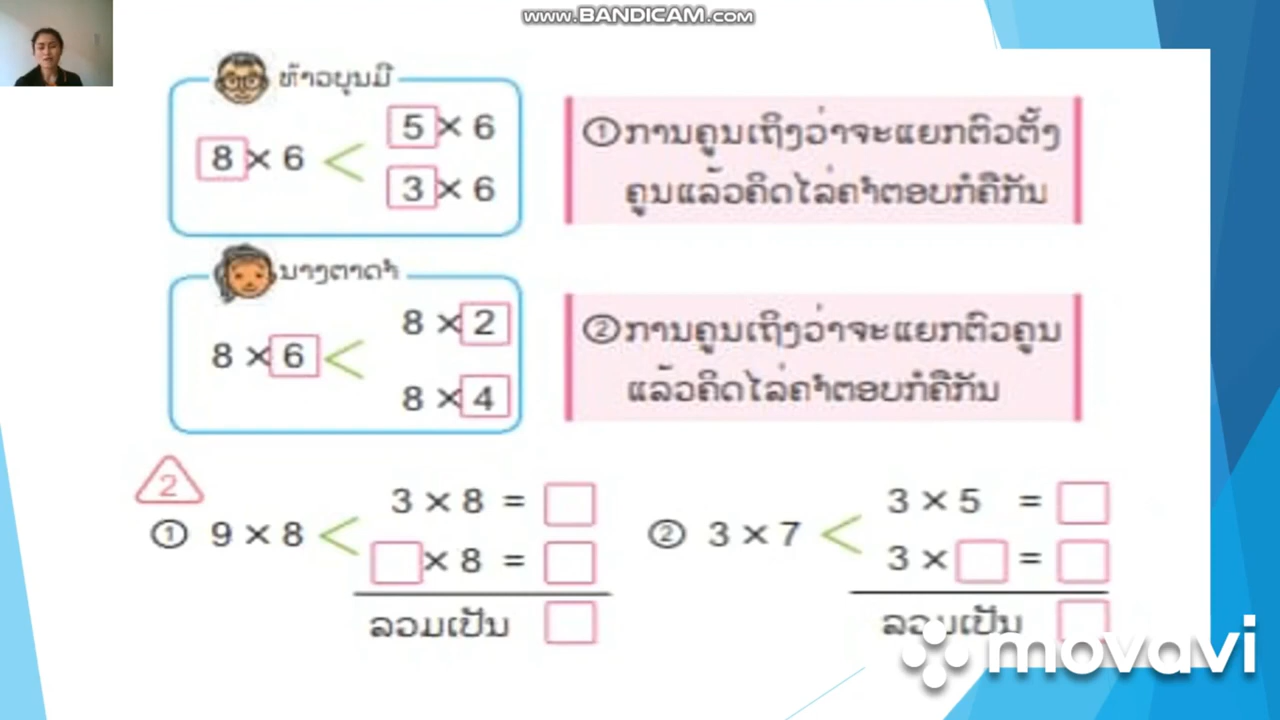 www.BANDICAM.com
ທ້າວບຸນມີ
8 × 6 < 5 × 6
3 × 6
① ການຄູນເຖິງວ່າຈະແຍກຕົວຕັ້ງ
ຄູນແລ້ວຄິດໄລ່ຄຳຕອບກໍຄືກັນ
ນາງຕາດຳ
8 × 6 < 8 × 2
8 × 4
② ການຄູນເຖິງວ່າຈະແຍກຕົວຄູນ
ແລ້ວຄິດໄລ່ຄຳຕອບກໍຄືກັນ
2
① 9 × 8 < 3 × 8 = □
□ × 8 = □
ລວມເປັນ □
② 3 × 7 < 3 × 5 = □
3 × □ = □
ລວມເປັນ □
movavi